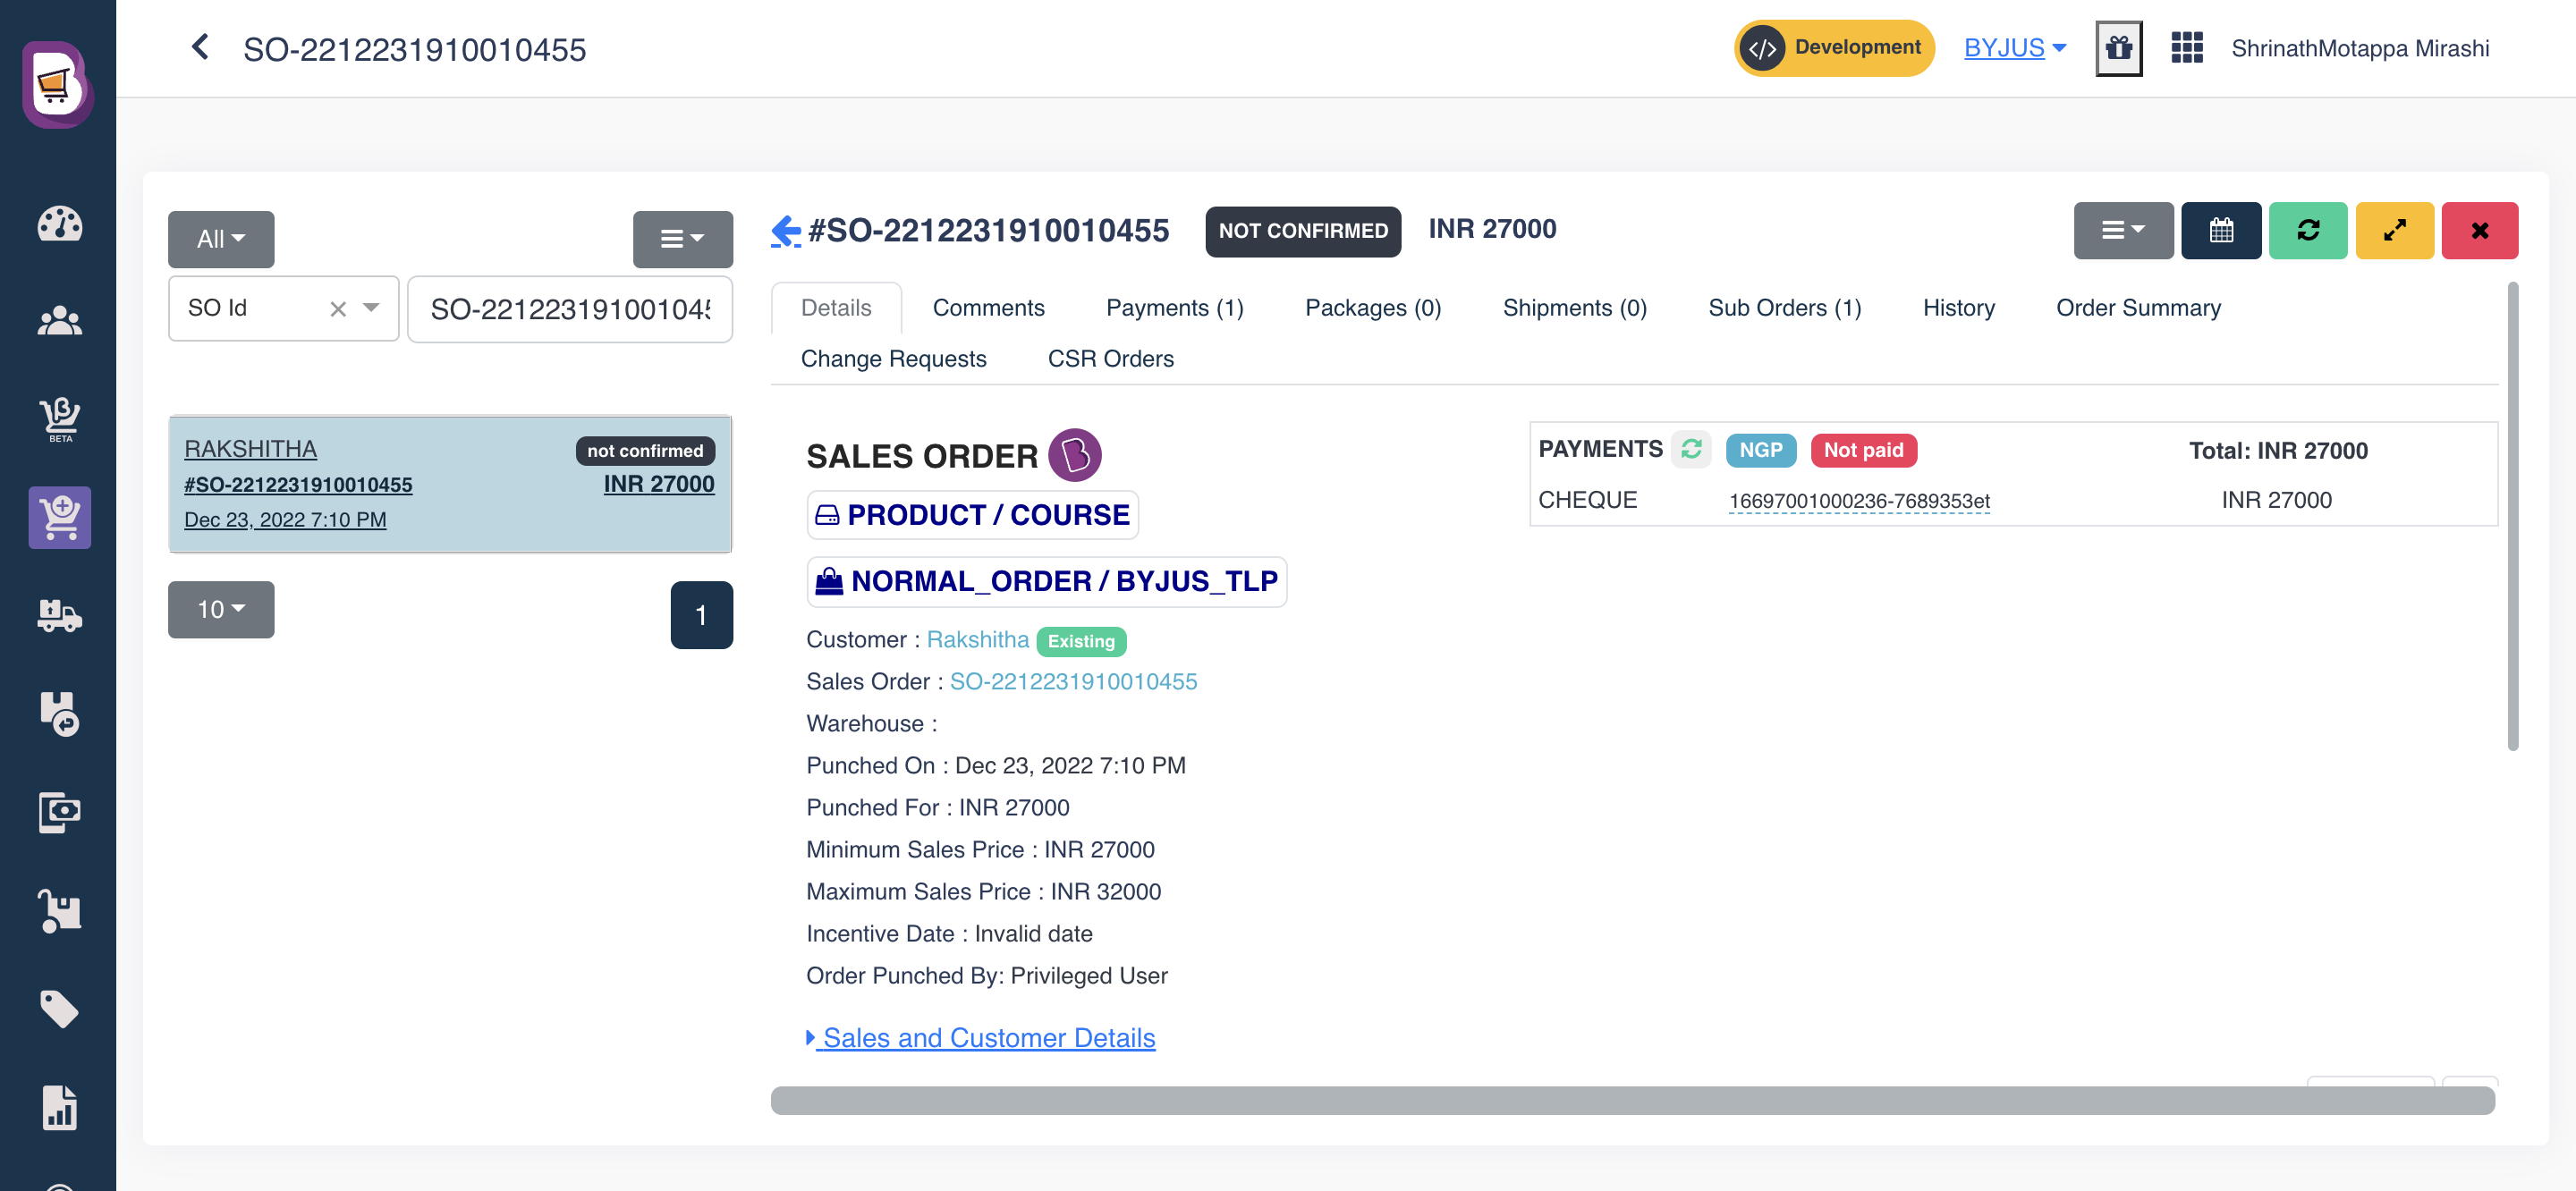 SO-2212231910010455
</> Development
BYJUS
ShrinathMotappa Mirashi
BETA
All
SO Id
SO-221223191001045
RAKSHITHA
not confirmed
#SO-2212231910010455
INR 27000
Dec 23, 2022 7:10 PM
10
1
#SO-2212231910010455
NOT CONFIRMED
INR 27000
Details
Comments
Payments (1)
Packages (0)
Shipments (0)
Sub Orders (1)
History
Order Summary
Change Requests
CSR Orders
SALES ORDER
PRODUCT / COURSE
NORMAL_ORDER / BYJUS_TLP
Customer : Rakshitha Existing
Sales Order : SO-2212231910010455
Warehouse :
Punched On : Dec 23, 2022 7:10 PM
Punched For : INR 27000
Minimum Sales Price : INR 27000
Maximum Sales Price : INR 32000
Incentive Date : Invalid date
Order Punched By: Privileged User
Sales and Customer Details
PAYMENTS NGP Not paid Total: INR 27000
CHEQUE 16697001000236-7689353et INR 27000